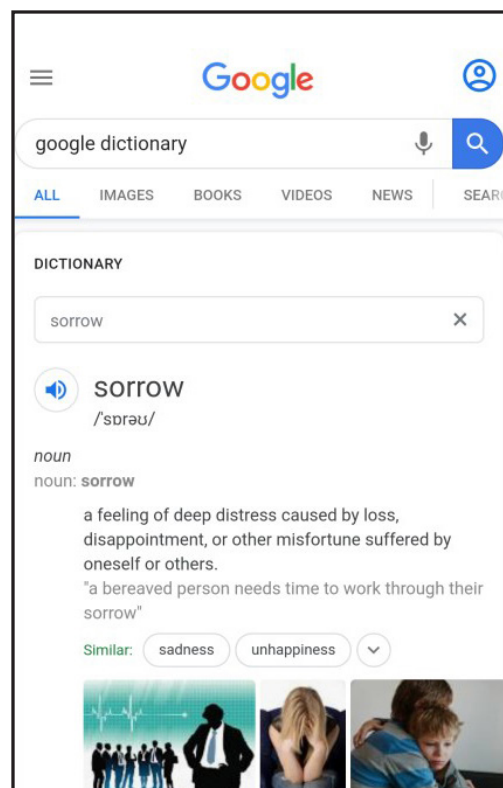 Google
google dictionary
ALL IMAGES BOOKS VIDEOS NEWS SEAR
DICTIONARY
sorrow
sorrow
/ˈsɒrəʊ/
noun
noun: sorrow
a feeling of deep distress caused by loss,
disappointment, or other misfortune suffered by
oneself or others.
"a bereaved person needs time to work through their
sorrow"
Similar: sadness unhappiness